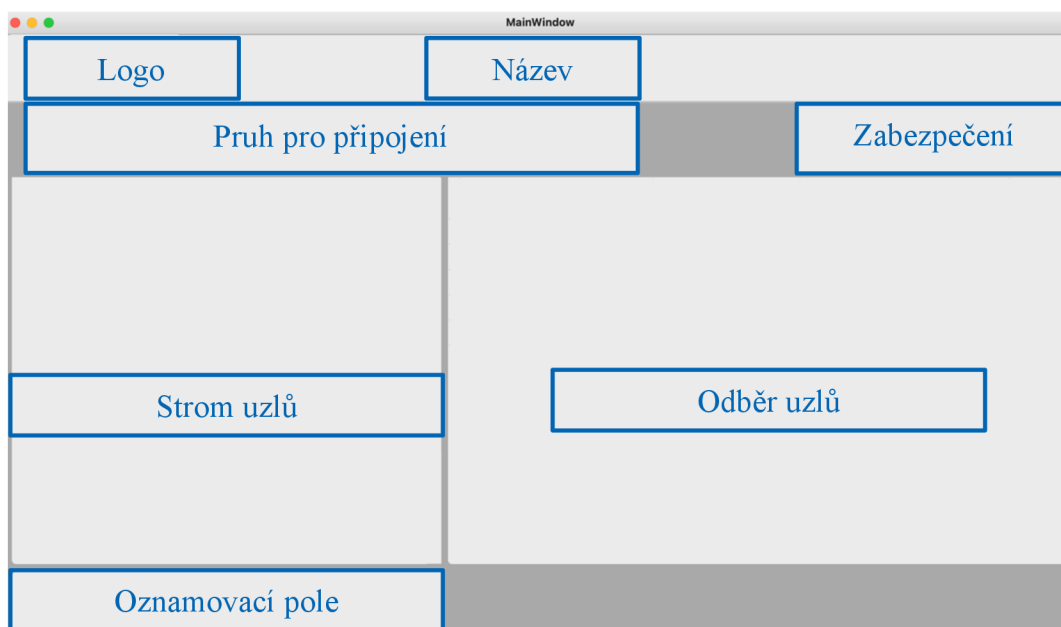 MainWindow
Logo
Název
Pruh pro připojení
Zabezpečení
Strom uzlů
Odběr uzlů
Oznamovací pole